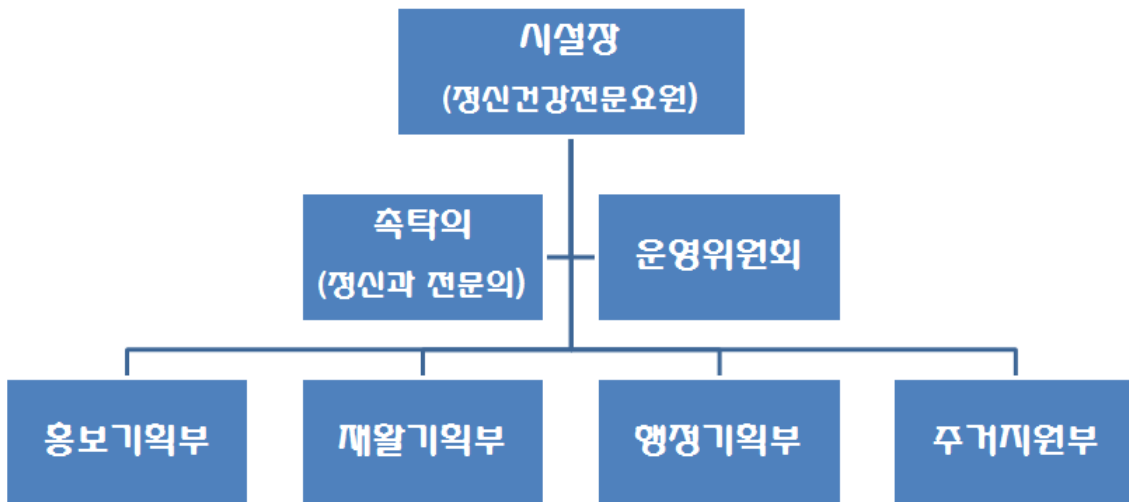 시설장
(정신건강전문요원)
촉탁의
(정신과 전문의)
운영위원회
홍보기획부
재활기획부
행정기획부
주거지원부